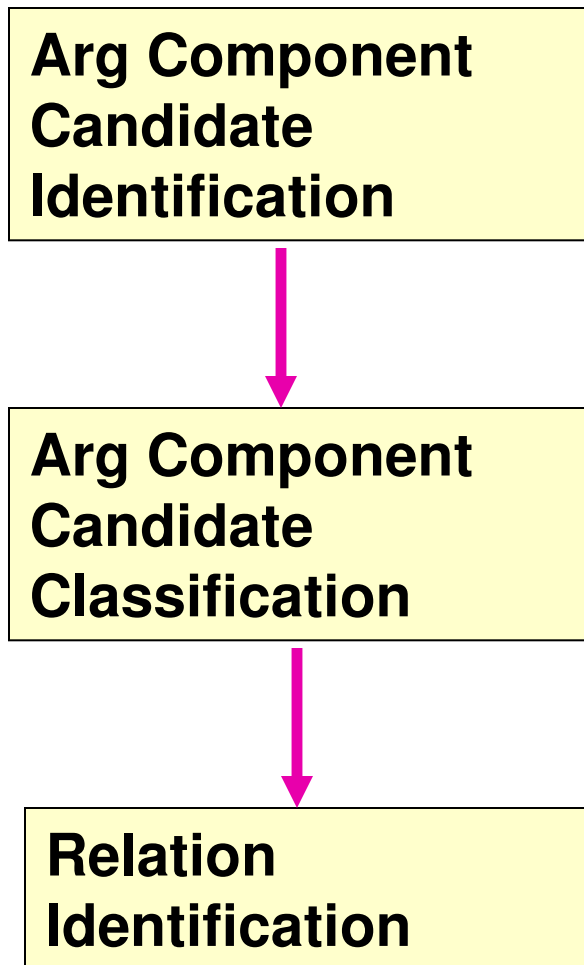 Arg Component
Candidate
Identification
Arg Component
Candidate
Classification
Relation
Identification